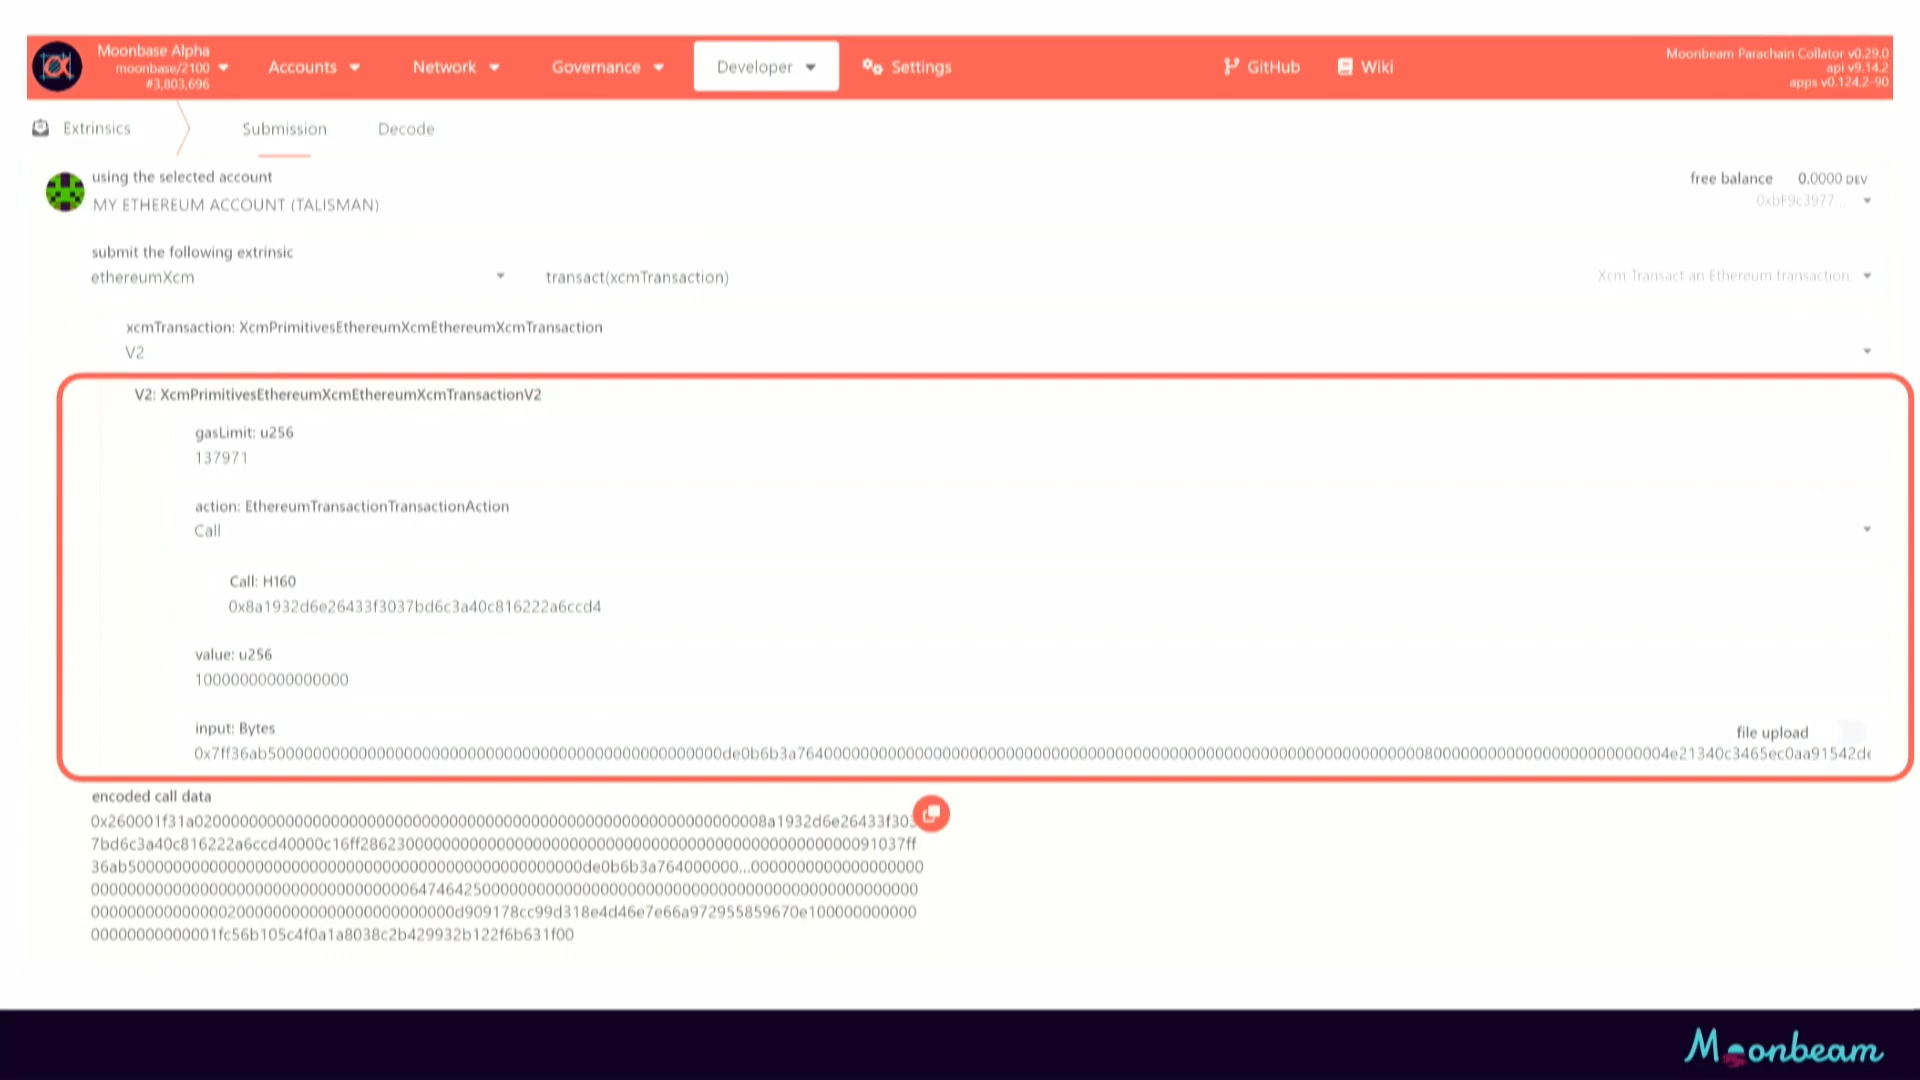 Moonbase Alpha
moonbase/2100
#3,803,696
Accounts
Network
Governance
Developer
Settings
GitHub
Wiki
Moonbeam Parachain Collator v0.29.0
api v9.14.2
apps v0.124.2-90
Extrinsics
Submission
Decode
using the selected account
MY ETHEREUM ACCOUNT (TALISMAN)
free balance 0.0000 DEV
0xbF9c3977...
submit the following extrinsic
ethereumXcm
transact(xcmTransaction)
Xcm Transact an Ethereum transaction.
xcmTransaction: XcmPrimitivesEthereumXcmEthereumXcmTransaction
V2
V2: XcmPrimitivesEthereumXcmEthereumXcmTransactionV2
gasLimit: u256
137971
action: EthereumTransactionTransactionAction
Call
Call: H160
0x8a1932d6e26433f3037bd6c3a40c816222a6ccd4
value: u256
10000000000000000
input: Bytes
file upload
encoded call data
Moonbeam